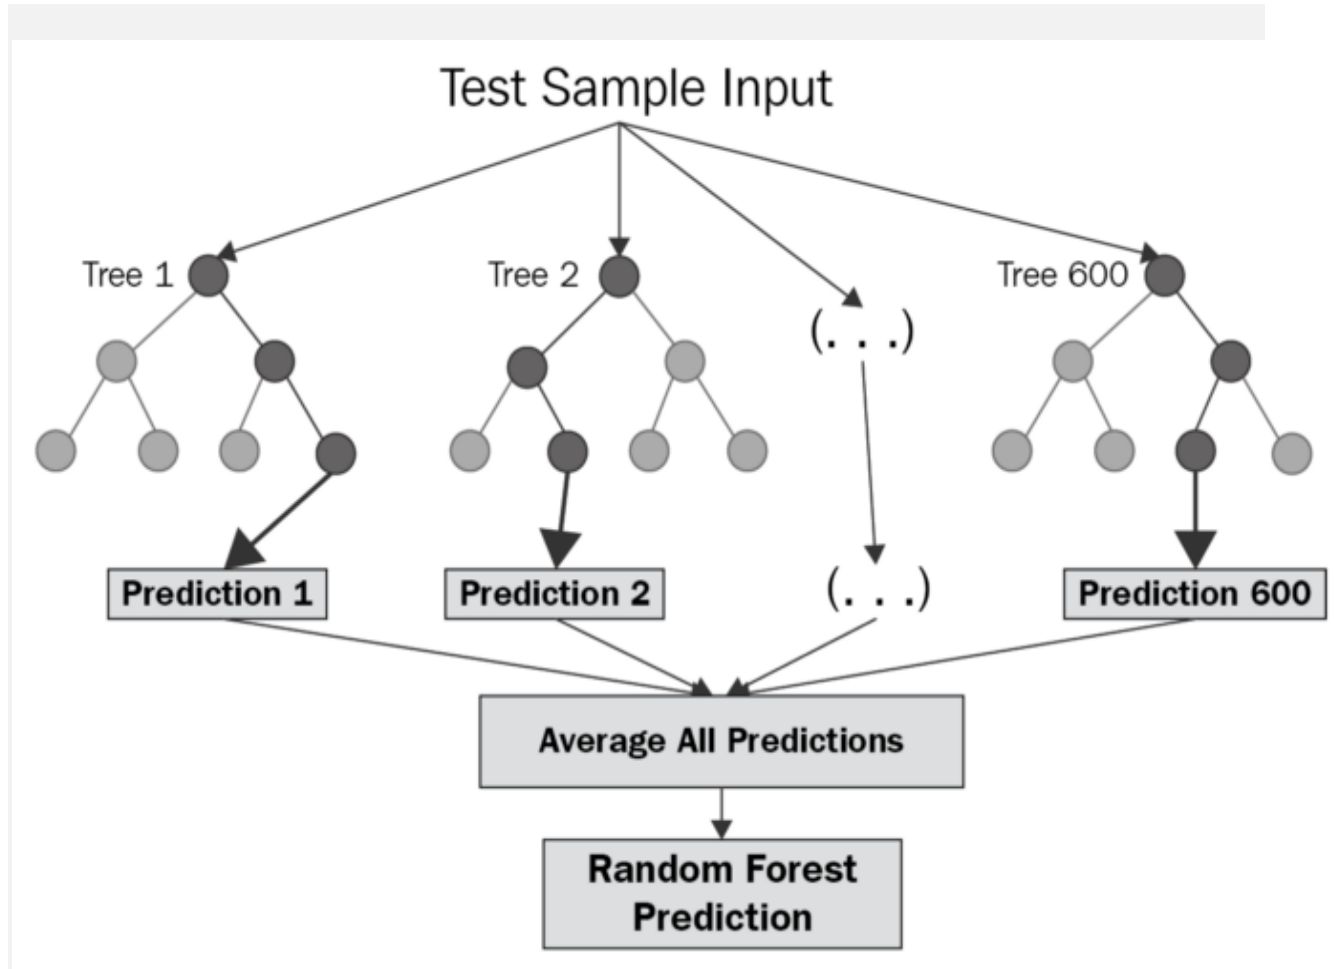 Test Sample Input
Tree 1
Tree 2
Tree 600
(. . .)
Prediction 1
Prediction 2
(. . .)
Prediction 600
Average All Predictions
Random Forest
Prediction